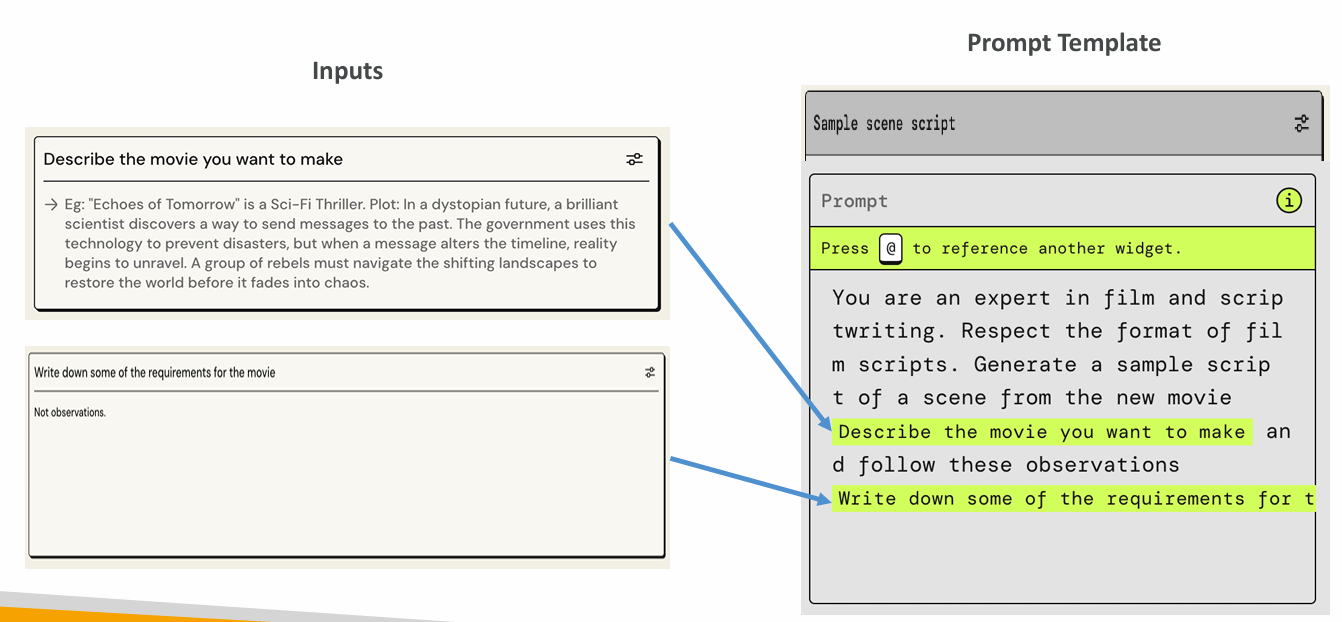 Inputs
Describe the movie you want to make
→ Eg: "Echoes of Tomorrow" is a Sci-Fi Thriller. Plot: In a dystopian future, a brilliant
scientist discovers a way to send messages to the past. The government uses this
technology to prevent disasters, but when a message alters the timeline, reality
begins to unravel. A group of rebels must navigate the shifting landscapes to
restore the world before it fades into chaos.
Write down some of the requirements for the movie
Not observations.
Prompt Template
Sample scene script
Prompt
i
Press @ to reference another widget.
You are an expert in film and scrip
twriting. Respect the format of fil
m scripts. Generate a sample scrip
t of a scene from the new movie
Describe the movie you want to make an
d follow these observations
Write down some of the requirements for t